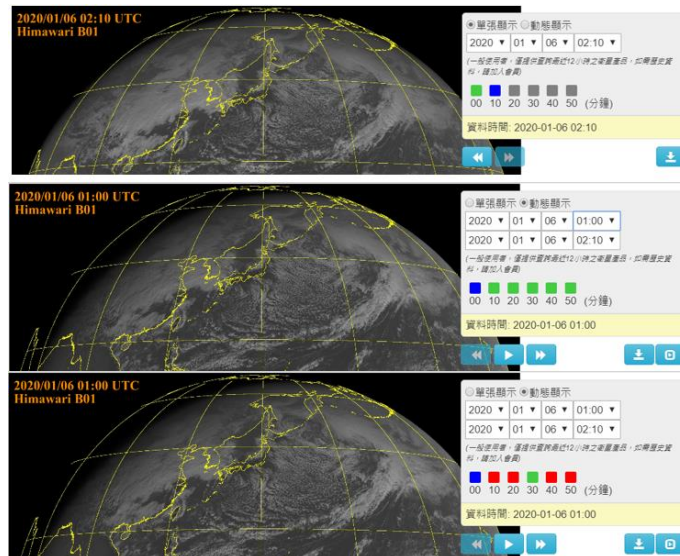 2020/01/06 02:10 UTC
Himawari B01
單張顯示 動態顯示
2020 01 06 02:10
(一般使用者,僅提供查詢最近12小時之衛星產品,如需歷史資
料,請加入會員)
00 10 20 30 40 50 (分鐘)
資料時間: 2020-01-06 02:10
2020/01/06 01:00 UTC
Himawari B01
單張顯示 動態顯示
2020 01 06 01:00
2020 01 06 02:10
(一般使用者,僅提供查詢最近12小時之衛星產品,如需歷史資
料,請加入會員)
00 10 20 30 40 50 (分鐘)
資料時間: 2020-01-06 01:00
2020/01/06 01:00 UTC
Himawari B01
單張顯示 動態顯示
2020 01 06 01:00
2020 01 06 02:10
(一般使用者,僅提供查詢最近12小時之衛星產品,如需歷史資
料,請加入會員)
00 10 20 30 40 50 (分鐘)
資料時間: 2020-01-06 01:00